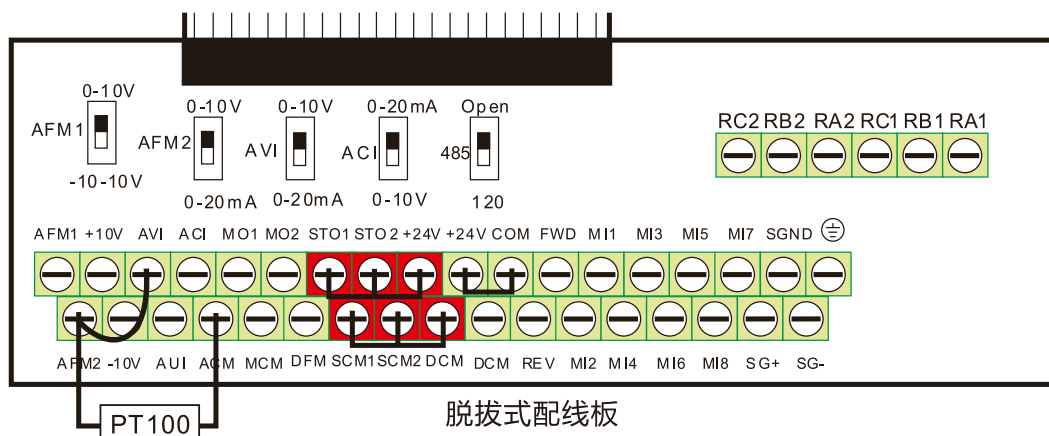 0-10V 0-10V 0-10V 0-20mA Open
AFM1 AFM2 AVI ACI 485
-10-10V 0-20mA 0-20mA 0-10V 120
RC2 RB2 RA2 RC1 RB1 RA1
AFM1 +10V AVI ACI MO1 MO2 STO1 STO2 +24V +24V COM FWD MI1 MI3 MI5 MI7 SGND
AFM2 -10V AUI ACM MCM DFM SCM1 SCM2 DCM DCM REV MI2 MI4 MI6 MI8 SG+ SG-
PT100
脱拔式配线板